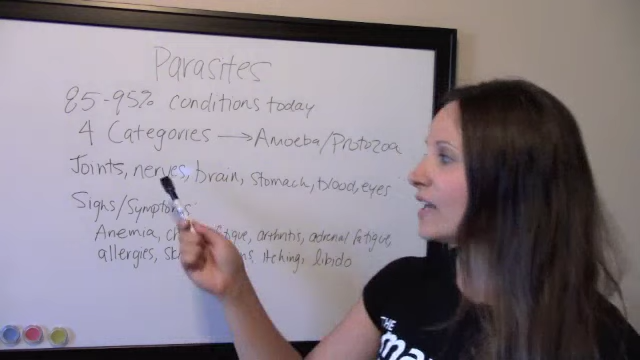 Parasites
85-95% conditions today
4 Categories → Amoeba/Protozoa
Joints, nerves, brain, stomach, blood, eyes
Signs/Symptoms:
Anemia, arthritis, adrenal fatigue,
allergies, itching, libido
THE